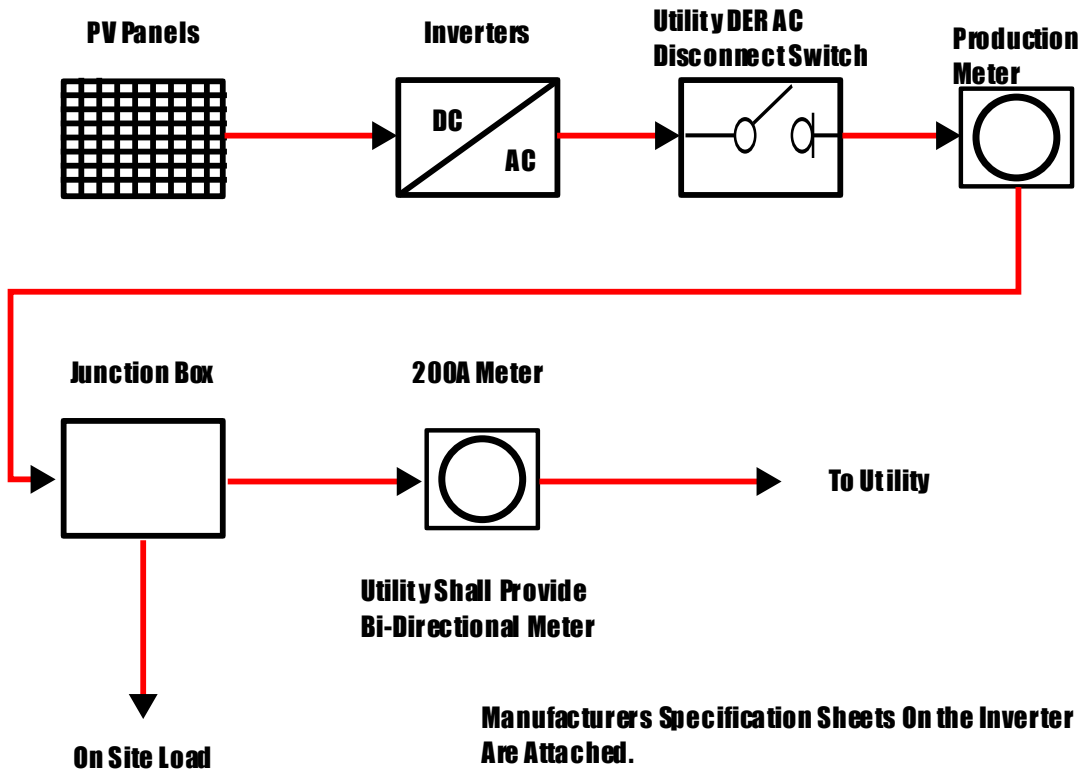 PV Panels
Inverters
Utility DER AC
Disconnect Switch
Production
Meter
DC
AC
Junction Box
200A Meter
To Utility
Utility Shall Provide
Bi-Directional Meter
On Site Load
Manufacturers Specification Sheets On the Inverter
Are Attached.